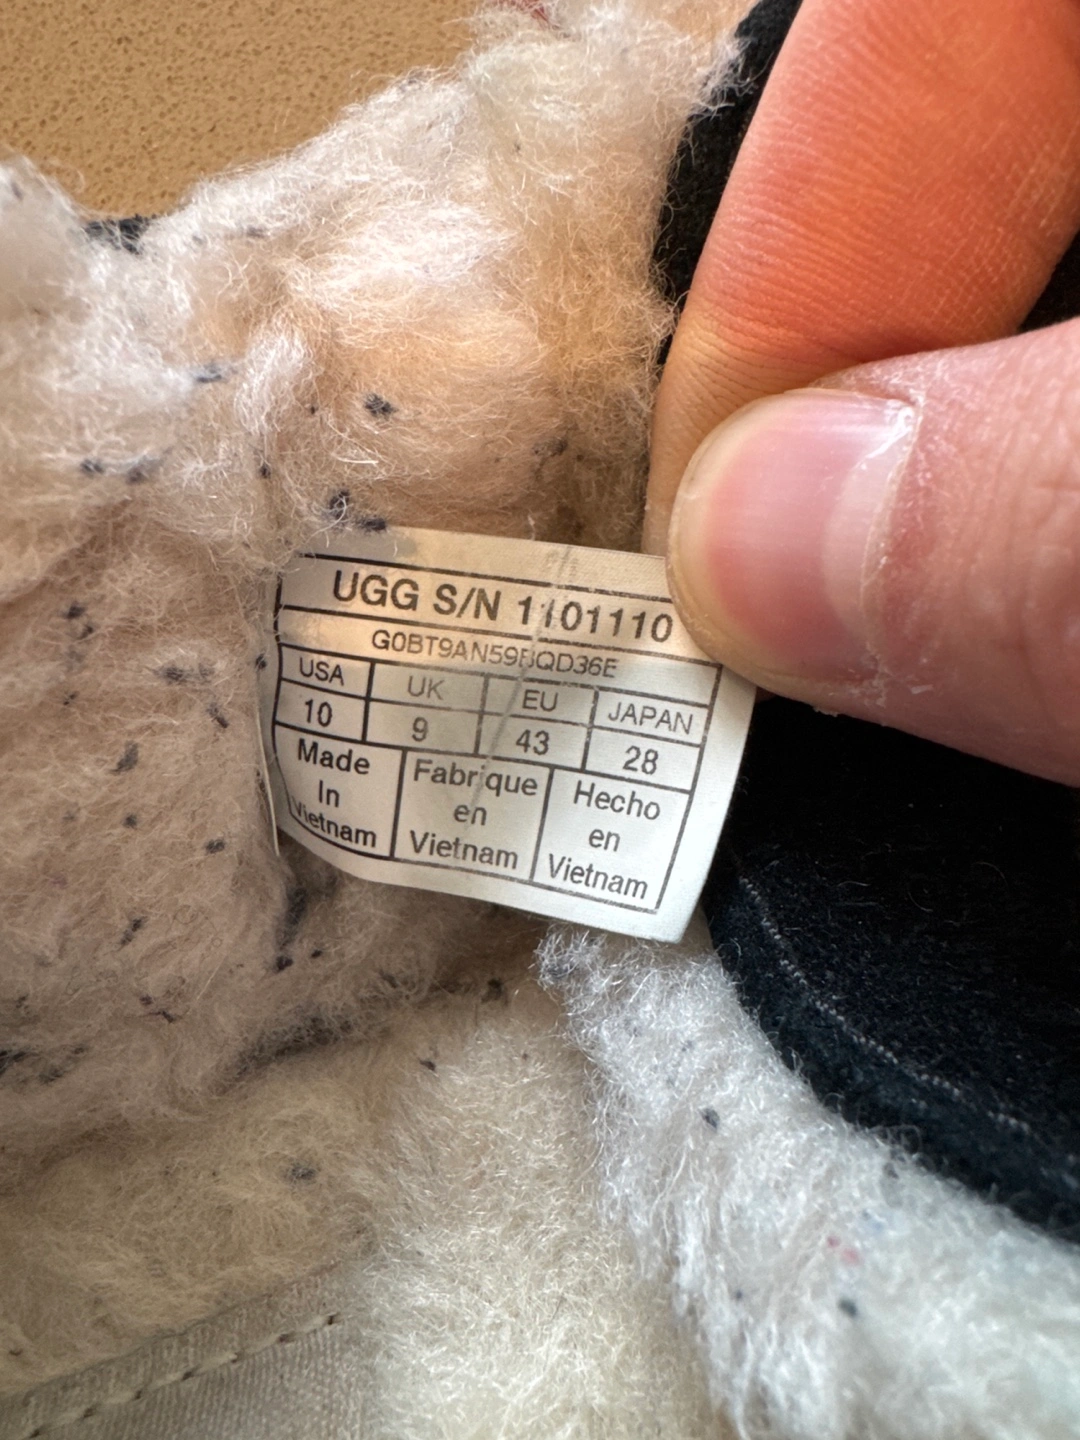 UGG S/N 1101110
G0BT9AN59BQD36E
USA UK EU JAPAN
10 9 43 28
Made In Vietnam
Fabrique en Vietnam
Hecho en Vietnam